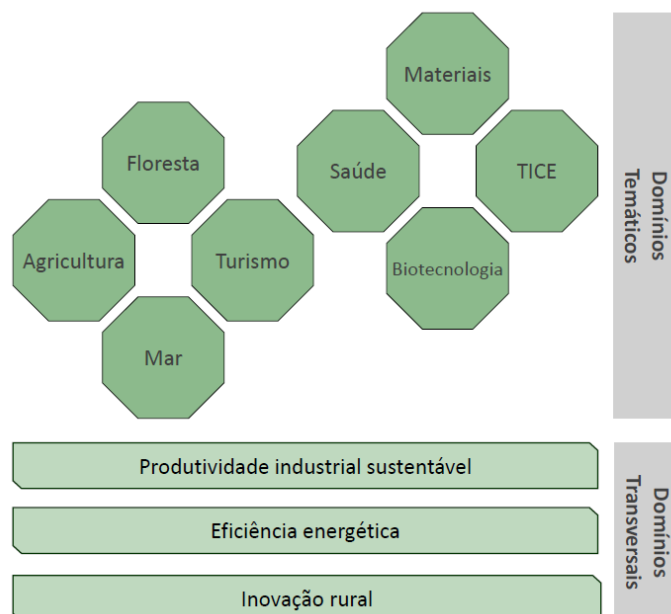 Materiais
Floresta
Saúde
TICE
Agricultura
Turismo
Biotecnologia
Mar
Domínios
Temáticos
Produtividade industrial sustentável
Eficiência energética
Inovação rural
Domínios
Transversais